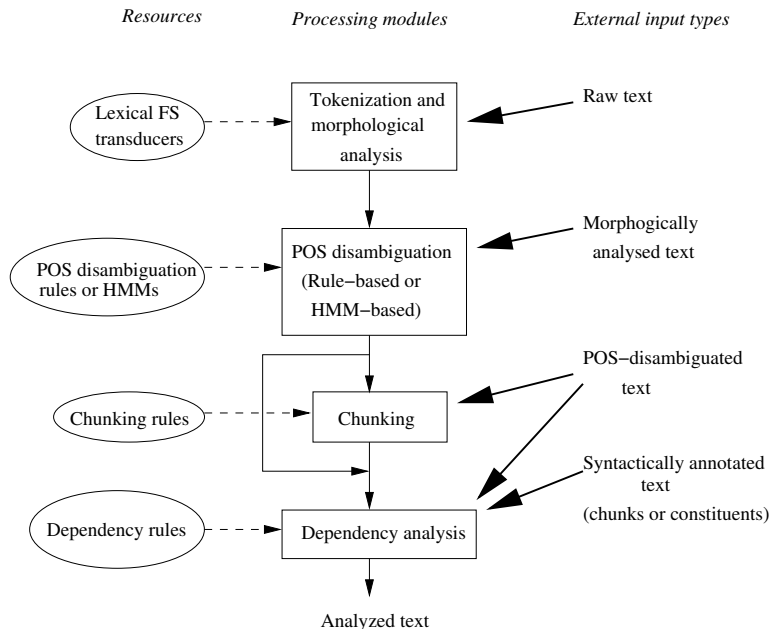 Resources
Processing modules
External input types
Lexical FS
transducers
Tokenization and
morphological
analysis
Raw text
POS disambiguation
rules or HMMs
POS disambiguation
(Rule−based or
HMM−based)
Morphogically
analysed text
Chunking rules
Chunking
POS−disambiguated
text
Dependency rules
Dependency analysis
Syntactically annotated
text
(chunks or constituents)
Analyzed text